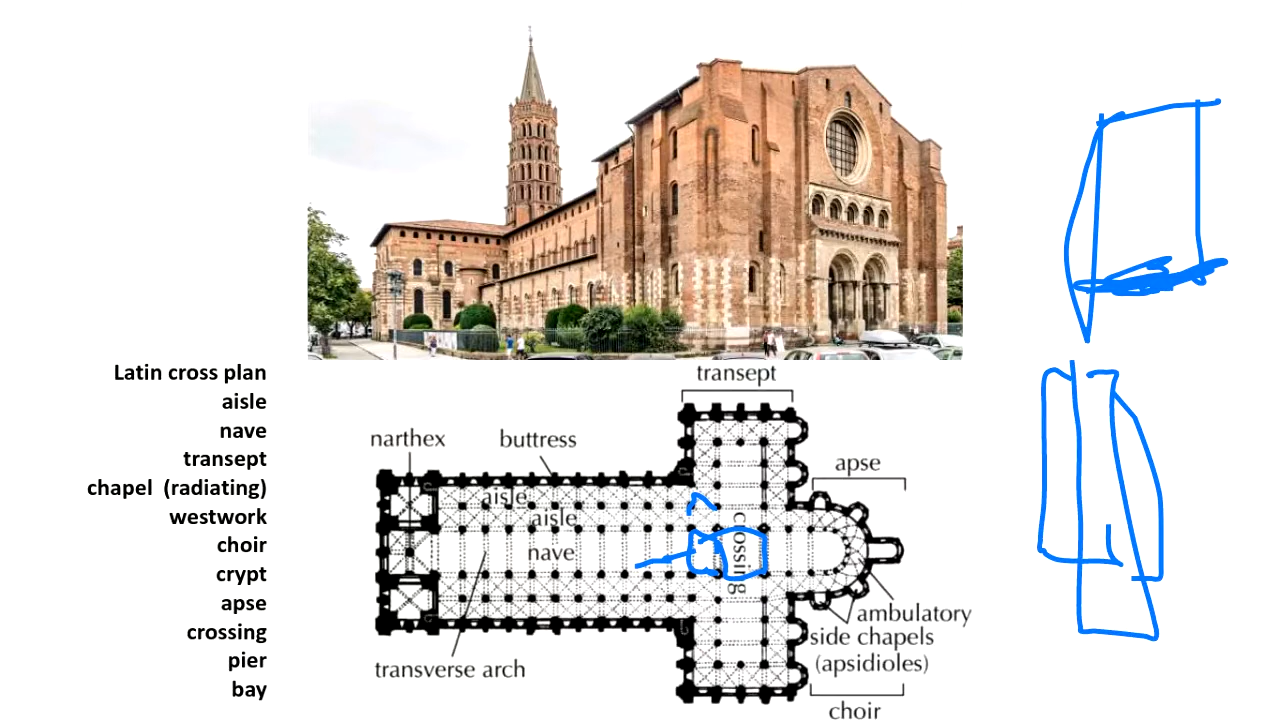 Latin cross plan
aisle
nave
transept
chapel  (radiating)
westwork
choir
crypt
apse
crossing
pier
bay
transept
narthex
buttress
apse
aisle
aisle
crossing
nave
ambulatory
side chapels
(apsidioles)
transverse arch
choir